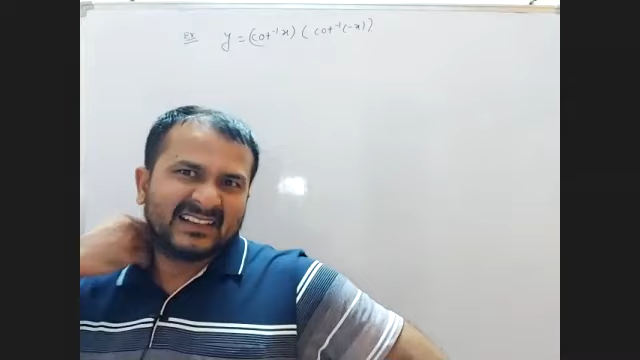 Ex y = (cot⁻¹x) (cot⁻¹(-x))